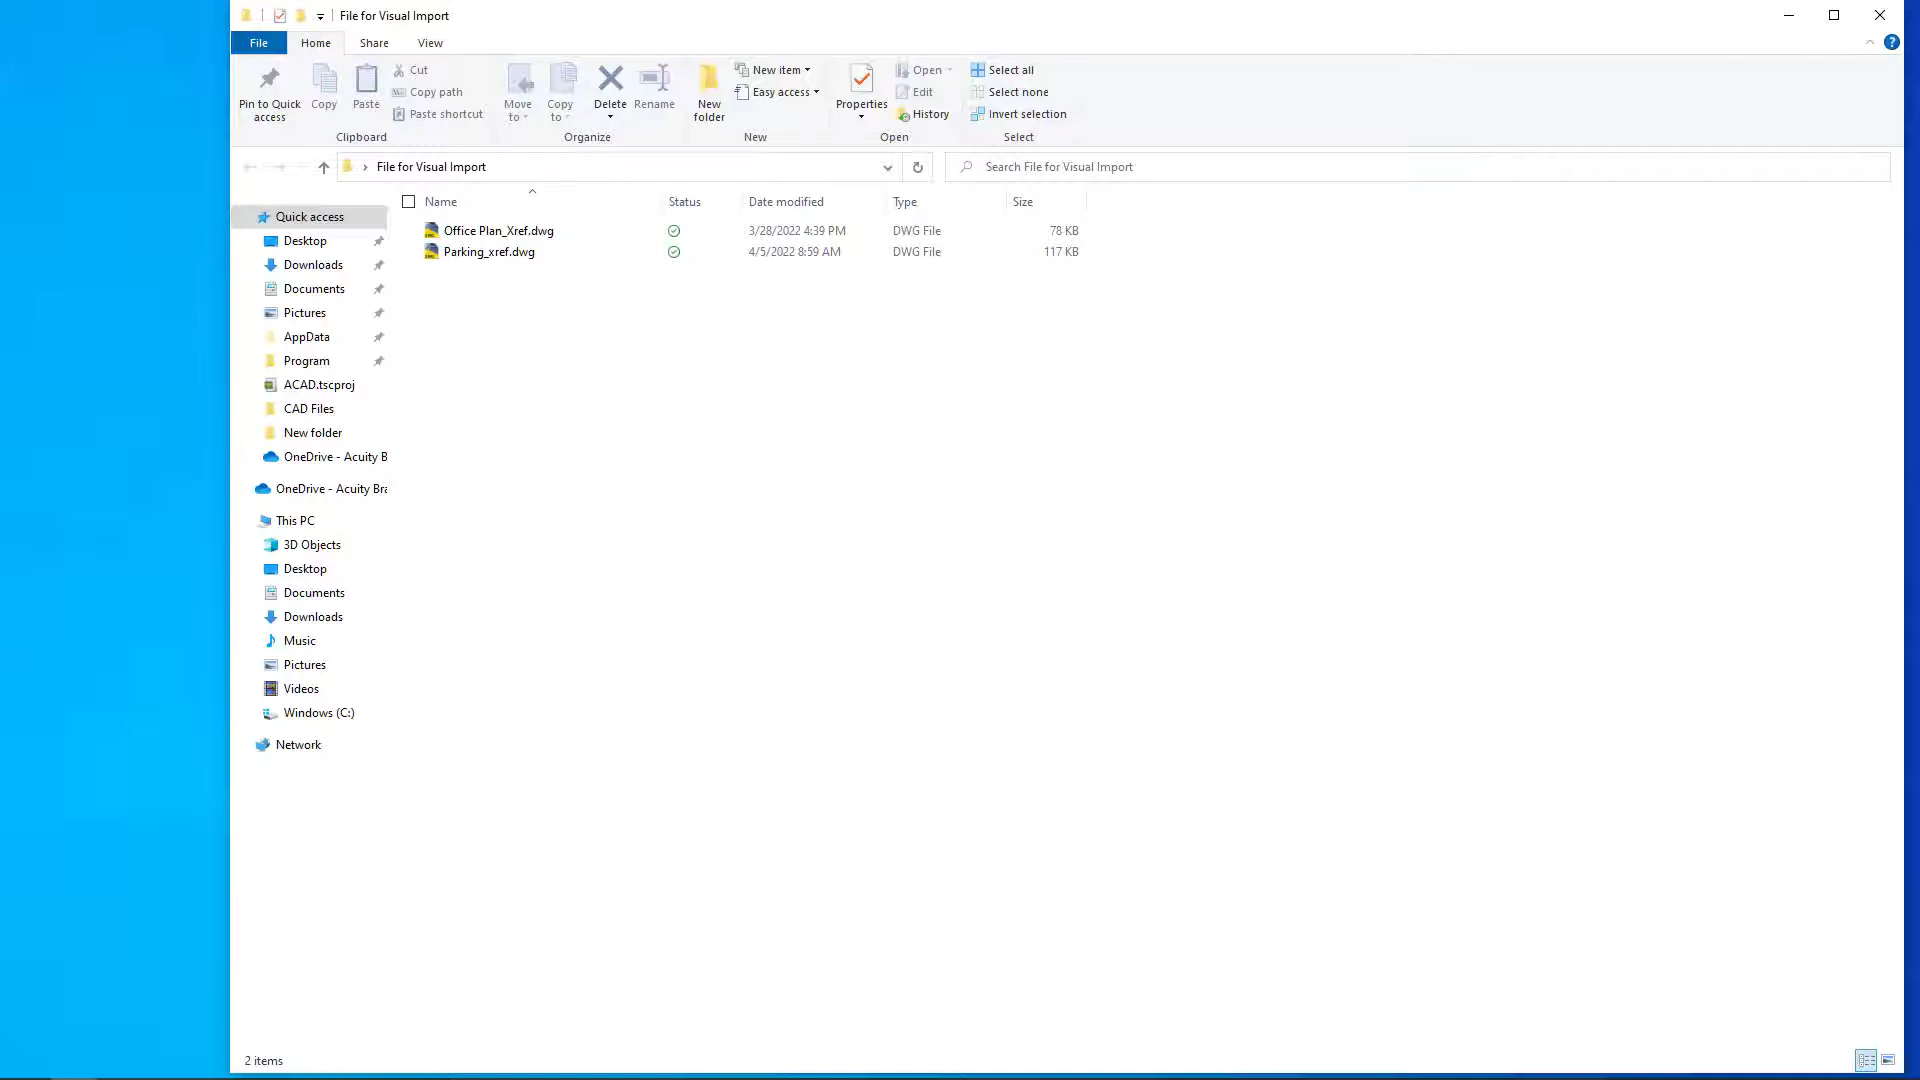 File for Visual Import
File Home Share View
Pin to Quick access
Copy
Paste
Cut
Copy path
Paste shortcut
Clipboard
Move to
Copy to
Delete
Rename
Organize
New folder
New item
Easy access
New
Properties
Open
Edit
History
Open
Select all
Select none
Invert selection
Select
File for Visual Import
Search File for Visual Import
Name Status Date modified Type Size
Office Plan_Xref.dwg 3/28/2022 4:39 PM DWG File 78 KB
Parking_xref.dwg 4/5/2022 8:59 AM DWG File 117 KB
Quick access
Desktop
Downloads
Documents
Pictures
AppData
Program
ACAD.tscproj
CAD Files
New folder
OneDrive - Acuity B
OneDrive - Acuity Bra
This PC
3D Objects
Desktop
Documents
Downloads
Music
Pictures
Videos
Windows (C:)
Network
2 items